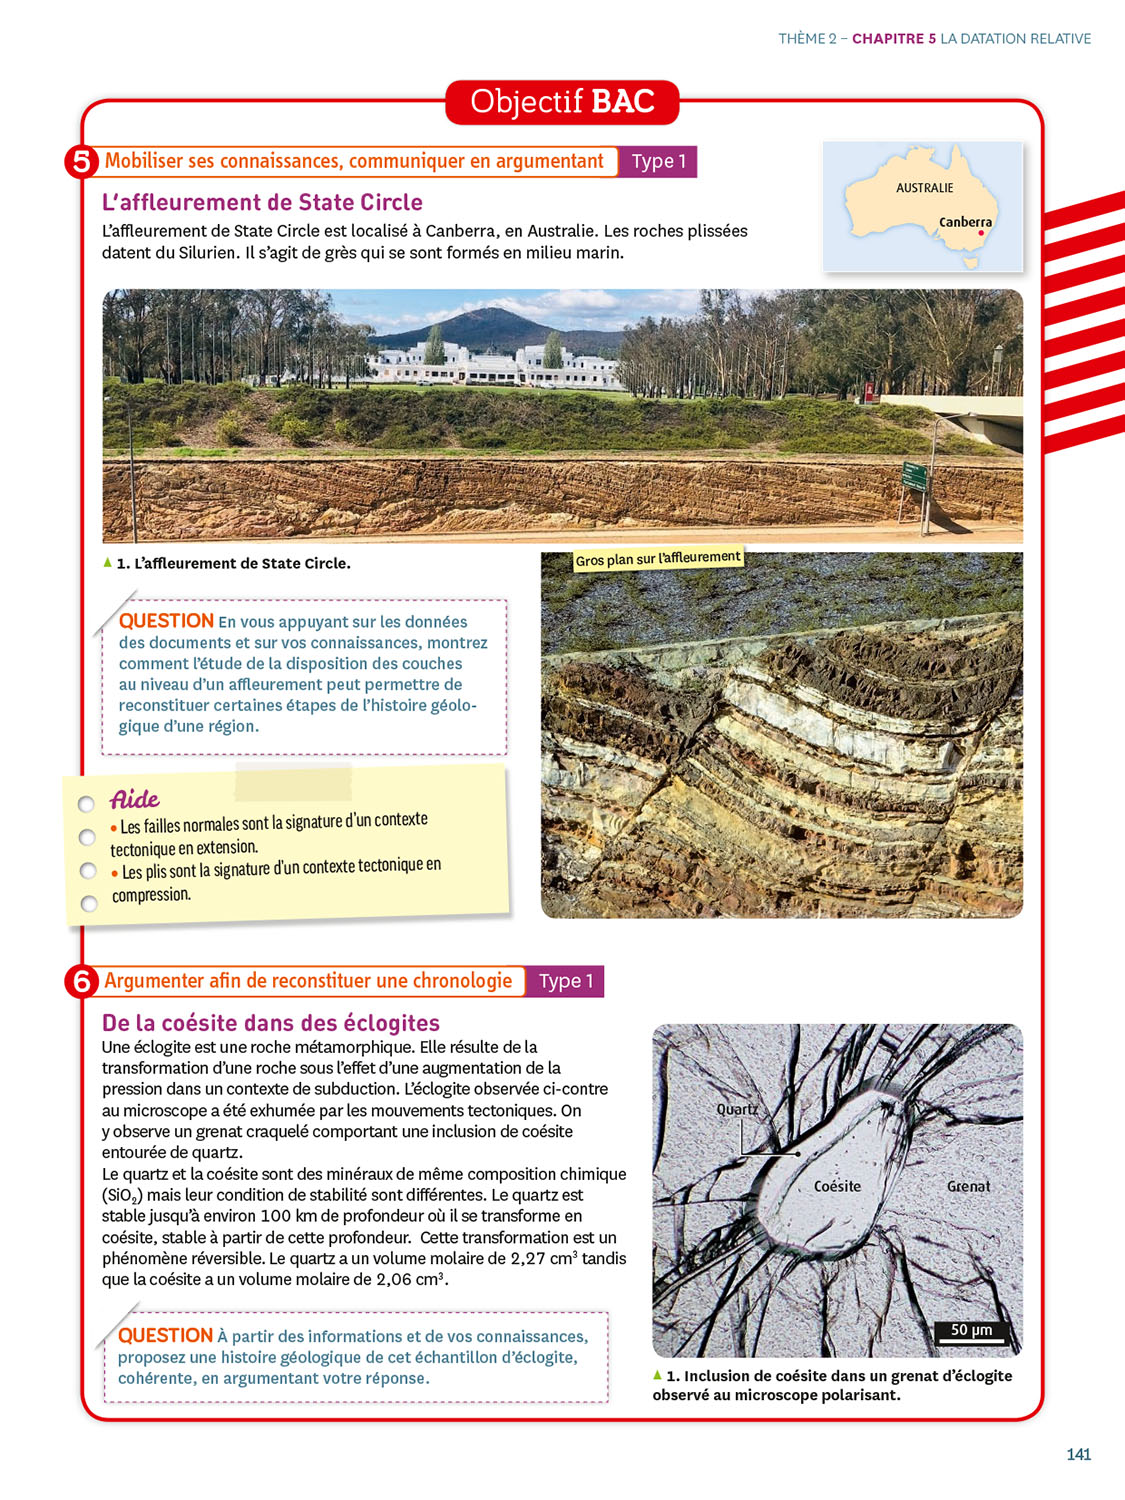 THÈME 2 – CHAPITRE 5 LA DATATION RELATIVE
Objectif BAC
5 Mobiliser ses connaissances, communiquer en argumentant Type 1
L'affleurement de State Circle
L'affleurement de State Circle est localisé à Canberra, en Australie. Les roches plissées
datent du Silurien. Il s'agit de grès qui se sont formés en milieu marin.
AUSTRALIE
Canberra
1. L'affleurement de State Circle.
Gros plan sur l'affleurement
QUESTION En vous appuyant sur les données
des documents et sur vos connaissances, montrez
comment l'étude de la disposition des couches
au niveau d'un affleurement peut permettre de
reconstituer certaines étapes de l'histoire géolo-
gique d'une région.
Aide
• Les failles normales sont la signature d'un contexte
tectonique en extension.
• Les plis sont la signature d'un contexte tectonique en
compression.
6 Argumenter afin de reconstituer une chronologie Type 1
De la coésite dans des éclogites
Une éclogite est une roche métamorphique. Elle résulte de la
transformation d'une roche sous l'effet d'une augmentation de la
pression dans un contexte de subduction. L'éclogite observée ci-contre
au microscope a été exhumée par les mouvements tectoniques. On
y observe un grenat craquelé comportant une inclusion de coésite
entourée de quartz.
Le quartz et la coésite sont des minéraux de même composition chimique
(SiO₂) mais leur condition de stabilité sont différentes. Le quartz est
stable jusqu'à environ 100 km de profondeur où il se transforme en
coésite, stable à partir de cette profondeur. Cette transformation est un
phénomène réversible. Le quartz a un volume molaire de 2,27 cm³ tandis
que la coésite a un volume molaire de 2,06 cm³.
QUESTION À partir des informations et de vos connaissances,
proposez une histoire géologique de cet échantillon d'éclogite,
cohérente, en argumentant votre réponse.
Quartz
Coésite
Grenat
50 µm
1. Inclusion de coésite dans un grenat d'éclogite
observé au microscope polarisant.
141